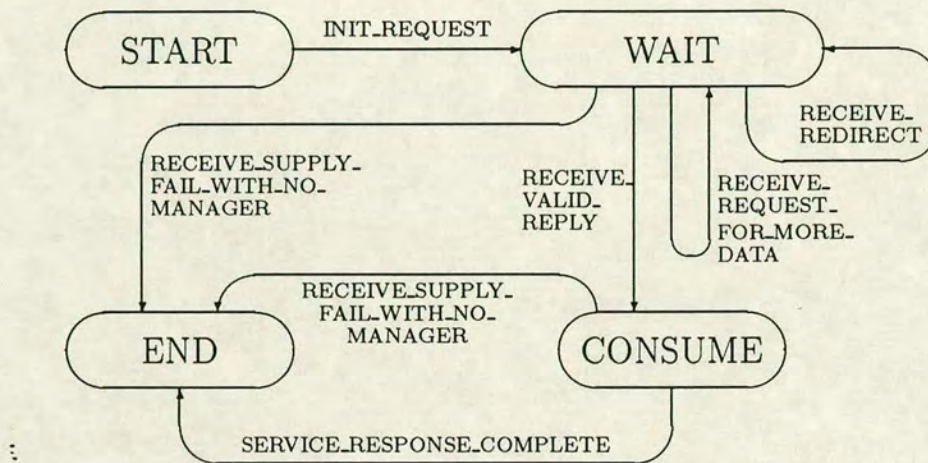 START
INIT_REQUEST
WAIT
RECEIVE_
REDIRECT
RECEIVE_SUPPLY_
FAIL_WITH_NO_
MANAGER
RECEIVE_
VALID_
REPLY
RECEIVE_
REQUEST_
FOR_MORE_
DATA
RECEIVE_SUPPLY_
FAIL_WITH_NO_
MANAGER
END
CONSUME
SERVICE_RESPONSE_COMPLETE